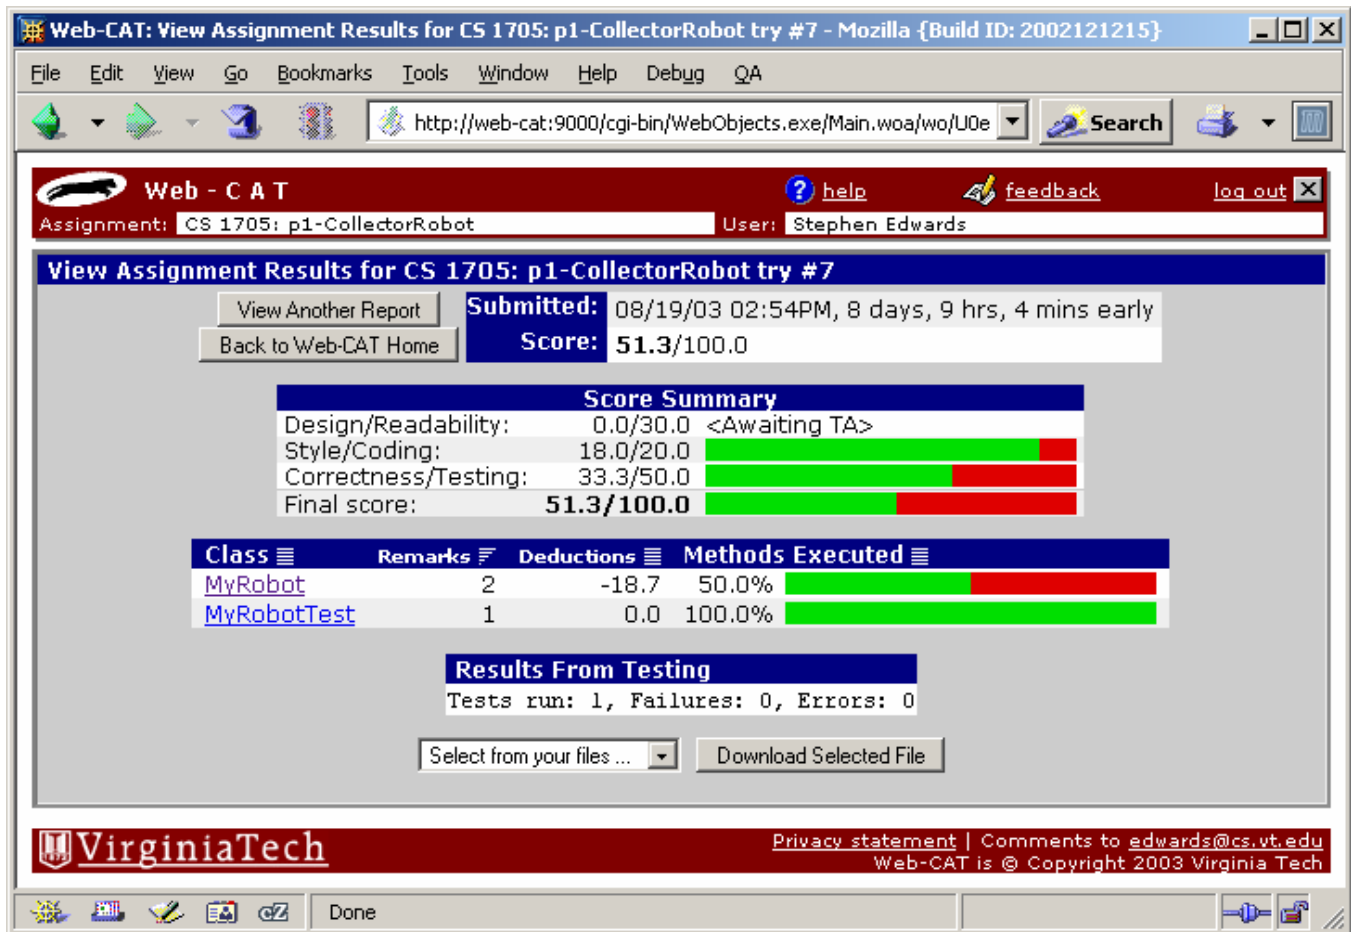 Web-CAT: View Assignment Results for CS 1705: p1-CollectorRobot try #7 - Mozilla {Build ID: 2002121215}
File Edit View Go Bookmarks Tools Window Help Debug QA
http://web-cat:9000/cgi-bin/WebObjects.exe/Main.woa/wo/U0e Search
Web - C A T help feedback log out
Assignment: CS 1705: p1-CollectorRobot User: Stephen Edwards
View Assignment Results for CS 1705: p1-CollectorRobot try #7
View Another Report Submitted: 08/19/03 02:54PM, 8 days, 9 hrs, 4 mins early
Back to Web-CAT Home Score: 51.3/100.0
Score Summary
Design/Readability: 0.0/30.0 <Awaiting TA>
Style/Coding: 18.0/20.0
Correctness/Testing: 33.3/50.0
Final score: 51.3/100.0
Class Remarks Deductions Methods Executed
MyRobot 2 -18.7 50.0%
MyRobotTest 1 0.0 100.0%
Results From Testing
Tests run: 1, Failures: 0, Errors: 0
Select from your files ... Download Selected File
VirginiaTech Privacy statement | Comments to edwards@cs.vt.edu
Web-CAT is © Copyright 2003 Virginia Tech
Done